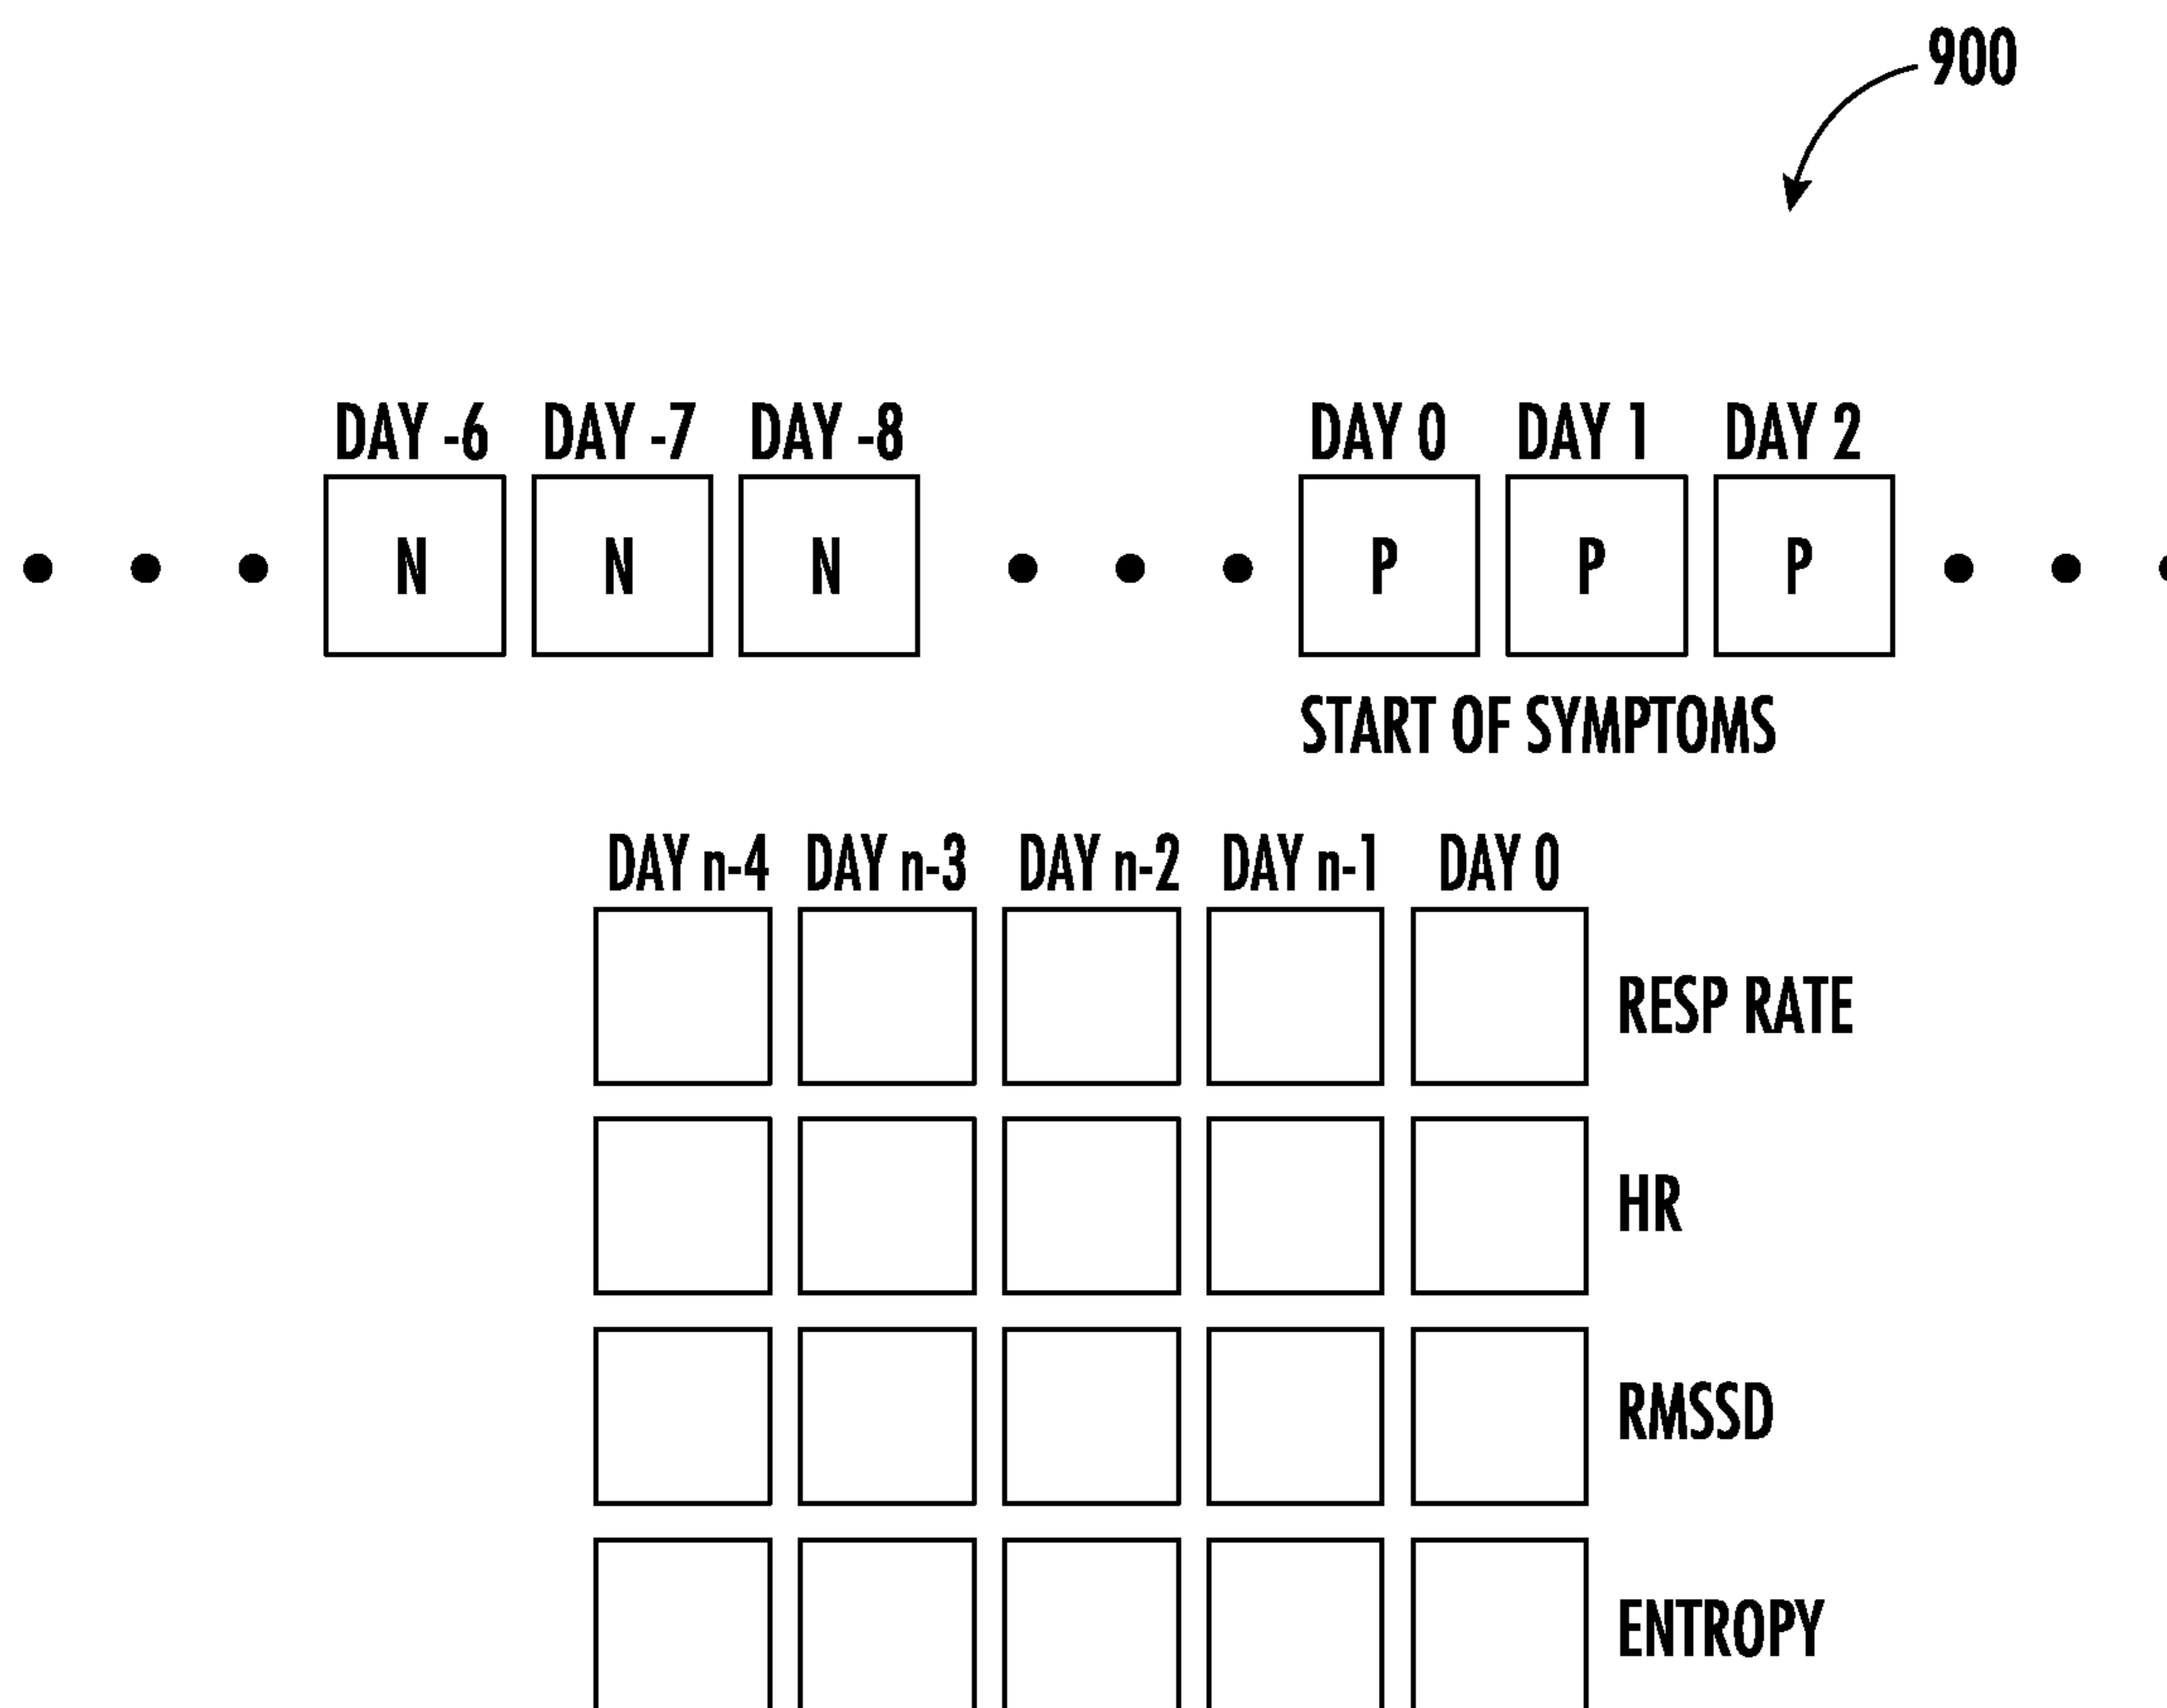 900
DAY -6 DAY -7 DAY -8 DAY 0 DAY 1 DAY 2
N N N P P P
START OF SYMPTOMS
DAY n-4 DAY n-3 DAY n-2 DAY n-1 DAY 0
RESP RATE
HR
RMSSD
ENTROPY